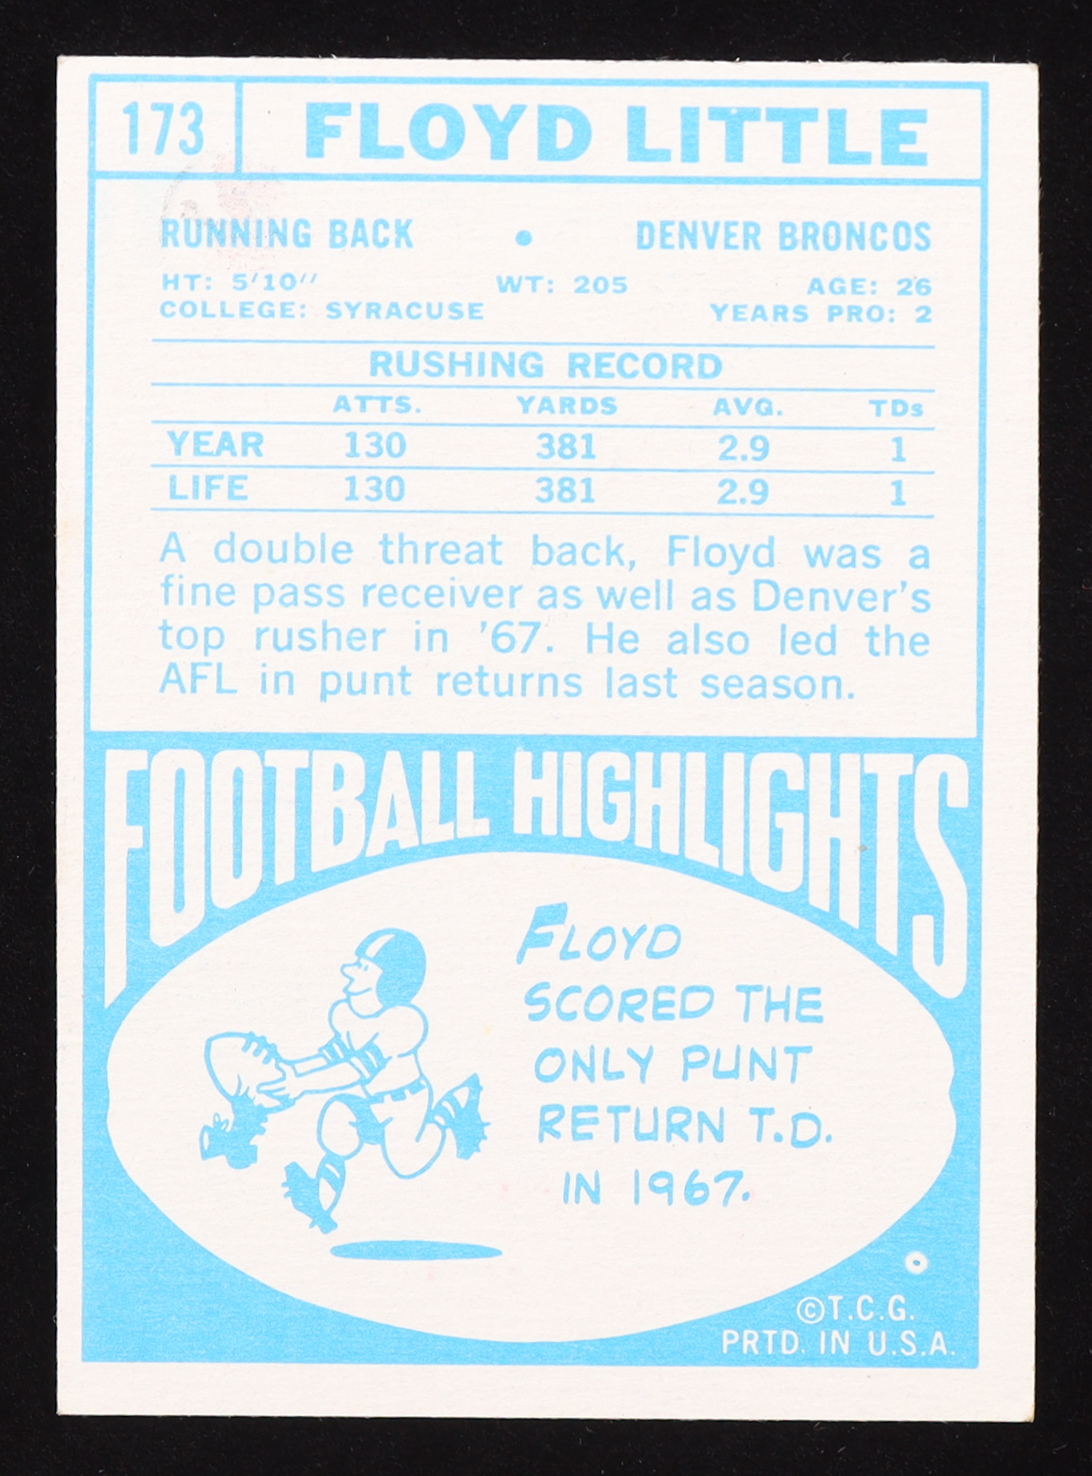 173 FLOYD LITTLE
RUNNING BACK • DENVER BRONCOS
HT: 5'10" WT: 205 AGE: 26
COLLEGE: SYRACUSE YEARS PRO: 2
RUSHING RECORD
ATTS. YARDS AVG. TDs
YEAR 130 381 2.9 1
LIFE 130 381 2.9 1
A double threat back, Floyd was a
fine pass receiver as well as Denver's
top rusher in '67. He also led the
AFL in punt returns last season.
FOOTBALL HIGHLIGHTS
FLOYD
SCORED THE
ONLY PUNT
RETURN T.D.
IN 1967.
©T.C.G.
PRTD. IN U.S.A.